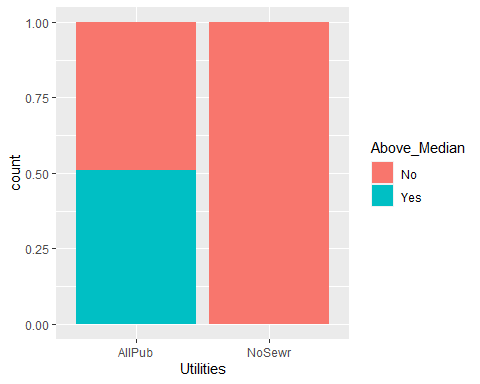 1.00
0.75
0.50
0.25
0.00
count
AllPub NoSewr
Utilities
Above_Median
No
Yes